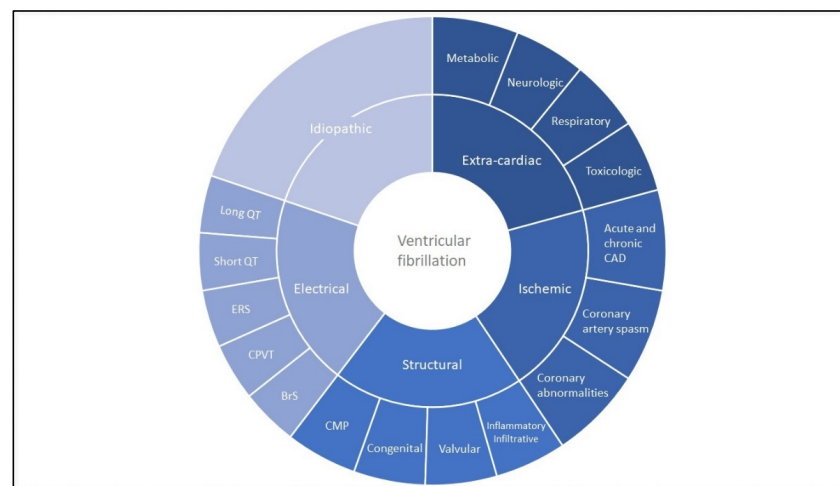 Ventricular
fibrillation
Extra-cardiac
Metabolic
Neurologic
Respiratory
Toxicologic
Ischemic
Acute and
chronic
CAD
Coronary
artery spasm
Coronary
abnormalities
Structural
Inflammatory
Infiltrative
Valvular
Congenital
CMP
Electrical
BrS
CPVT
ERS
Short QT
Long QT
Idiopathic